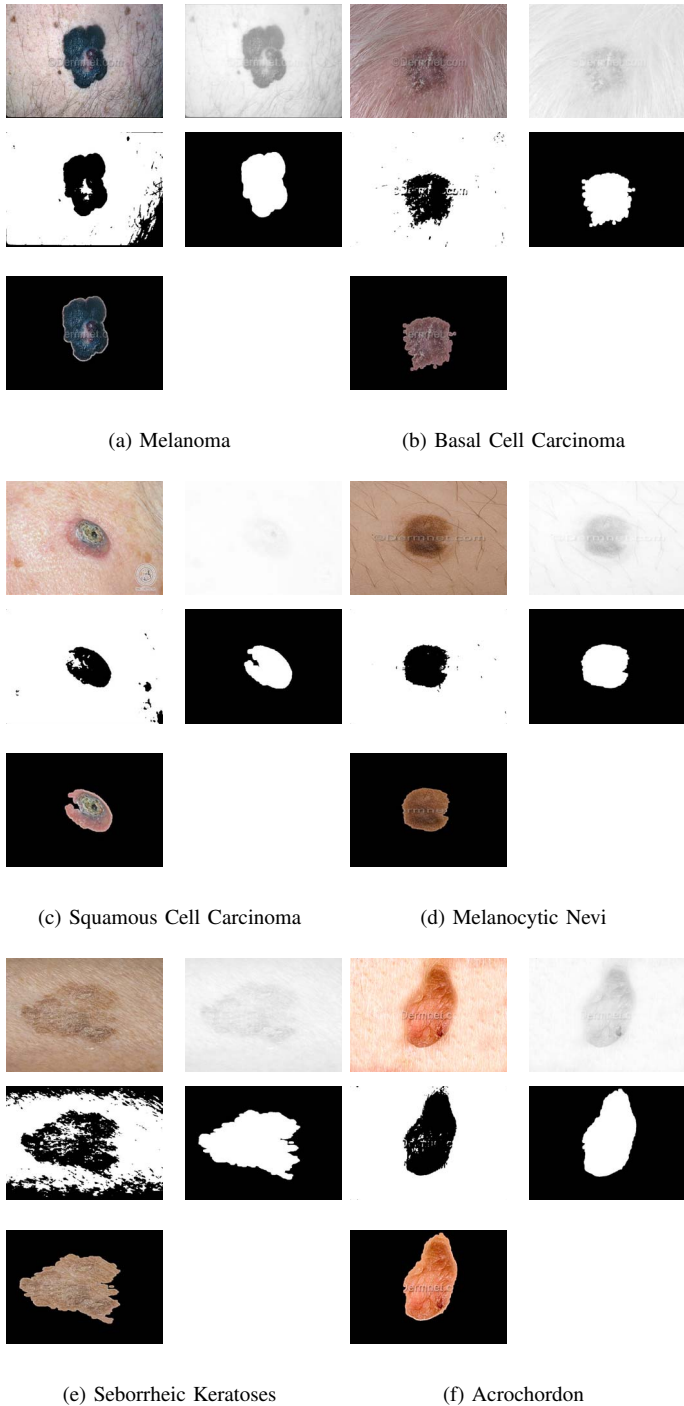 (a) Melanoma
(b) Basal Cell Carcinoma
(c) Squamous Cell Carcinoma
(d) Melanocytic Nevi
(e) Seborrheic Keratoses
(f) Acrochordon